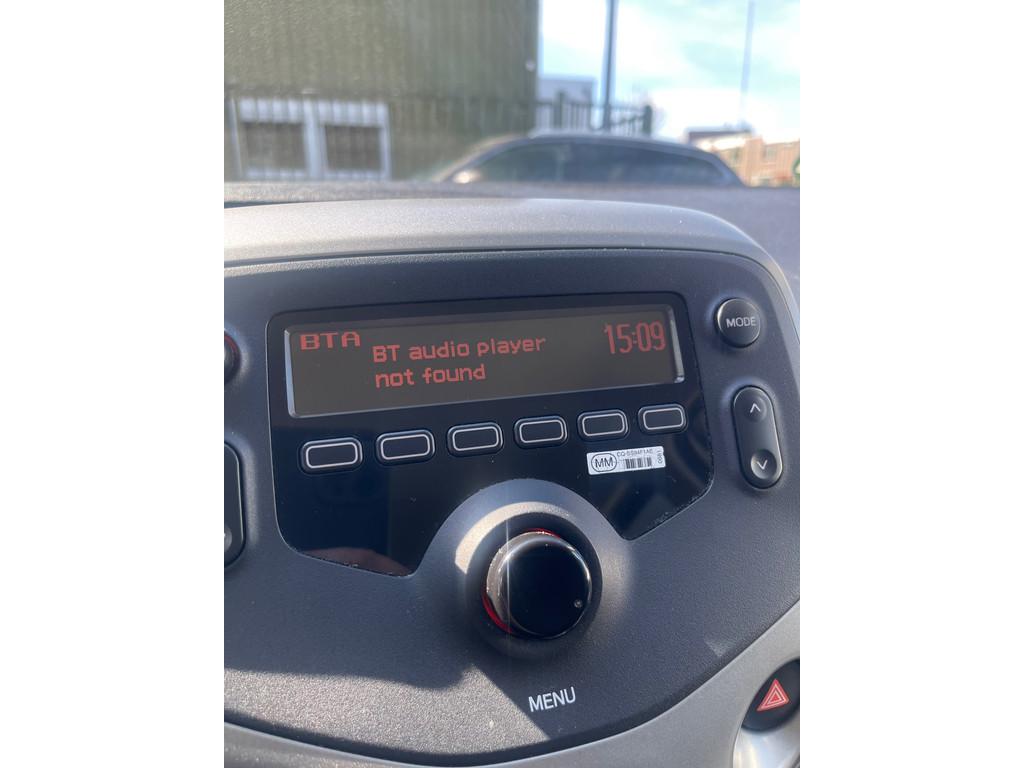 BTA
BT audio player
not found
15:09
MODE
MM
MENU